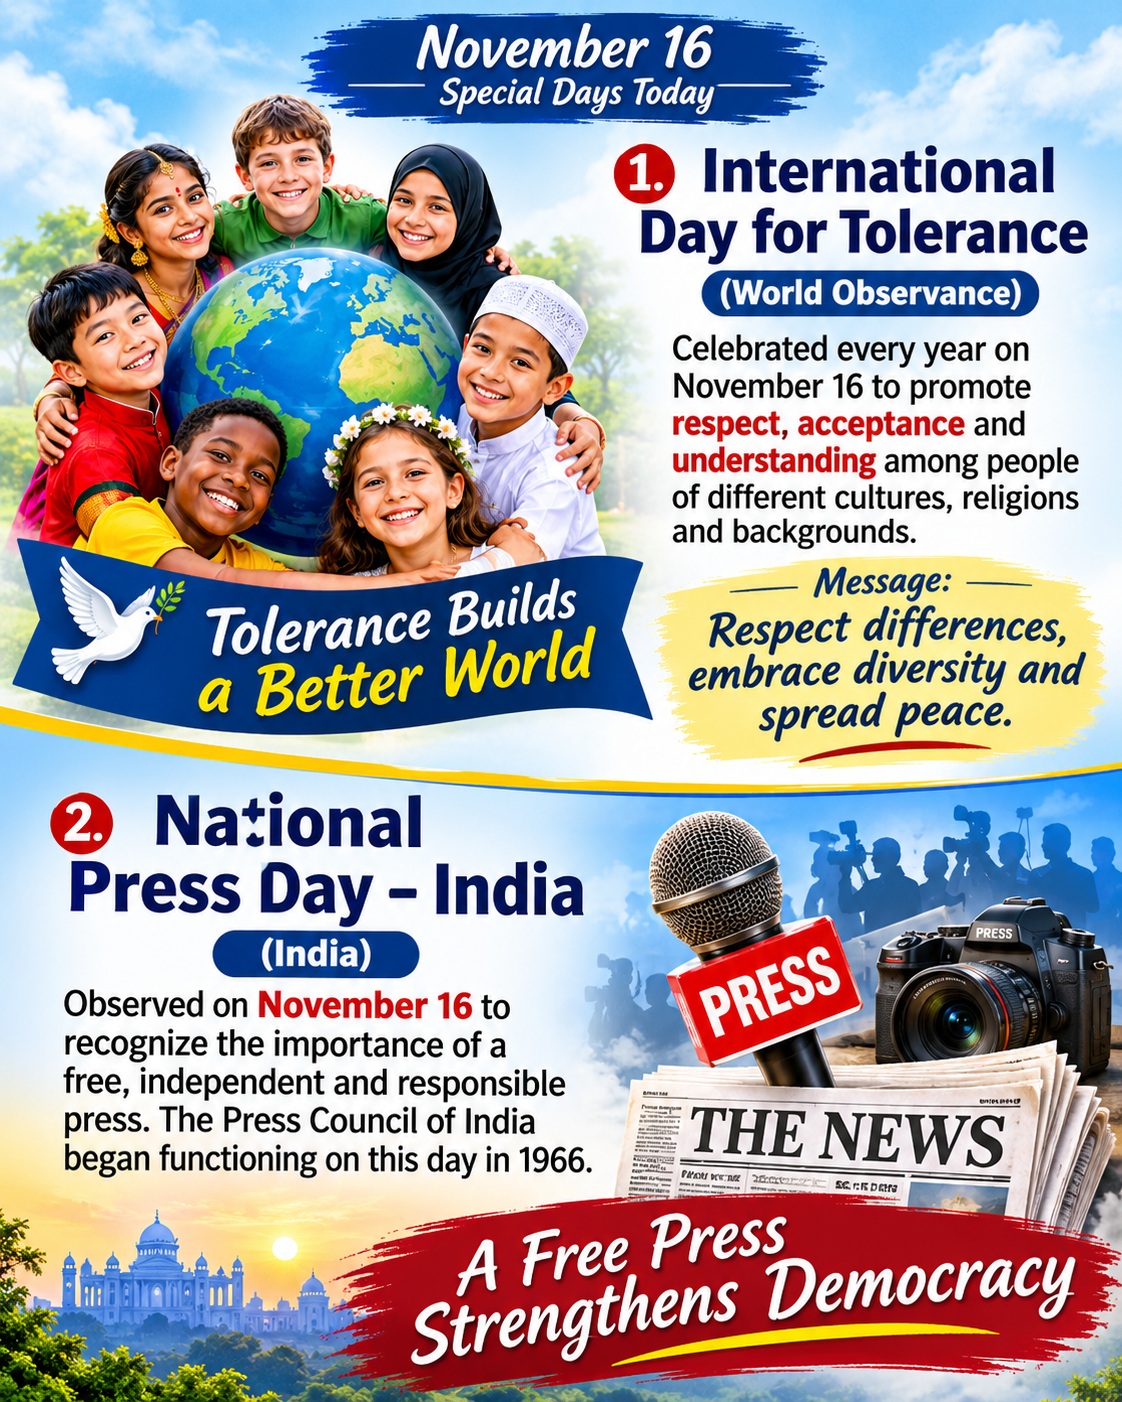 November 16
Special Days Today
1. International
Day for Tolerance
(World Observance)
Celebrated every year on
November 16 to promote
respect, acceptance and
understanding among people
of different cultures, religions
and backgrounds.
Message:
Respect differences,
embrace diversity and
spread peace.
Tolerance Builds
a Better World
2. National
Press Day – India
(India)
Observed on November 16 to
recognize the importance of a
free, independent and responsible
press. The Press Council of India
began functioning on this day in 1966.
PRESS
PRESS
THE NEWS
A Free Press
Strengthens Democracy